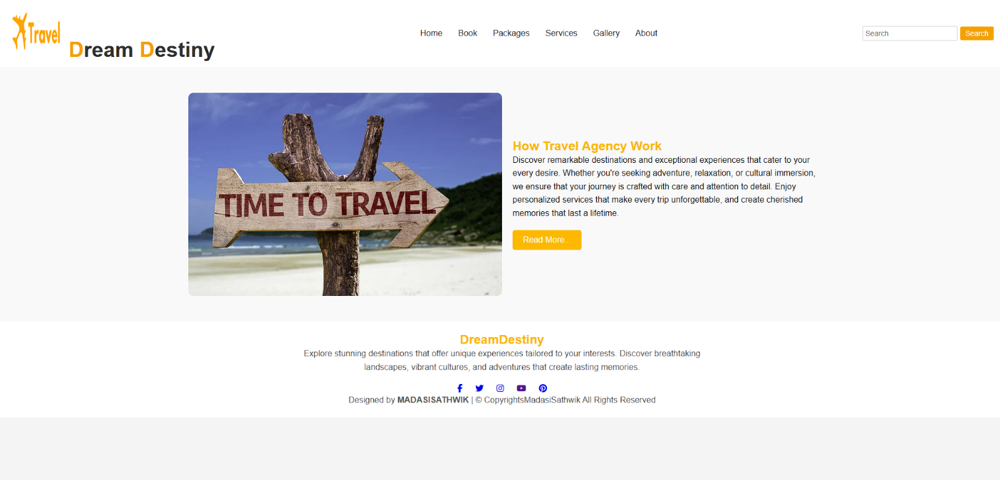 Travel
Dream Destiny
Home Book Packages Services Gallery About
Search Search
TIME TO TRAVEL
How Travel Agency Work
Discover remarkable destinations and exceptional experiences that cater to your
every desire. Whether you're seeking adventure, relaxation, or cultural immersion,
we ensure that your journey is crafted with care and attention to detail. Enjoy
personalized services that make every trip unforgettable, and create cherished
memories that last a lifetime.
Read More...
DreamDestiny
Explore stunning destinations that offer unique experiences tailored to your interests. Discover breathtaking
landscapes, vibrant cultures, and adventures that create lasting memories.
Designed by MADASISATHWIK | © CopyrightsMadasiSathwik All Rights Reserved